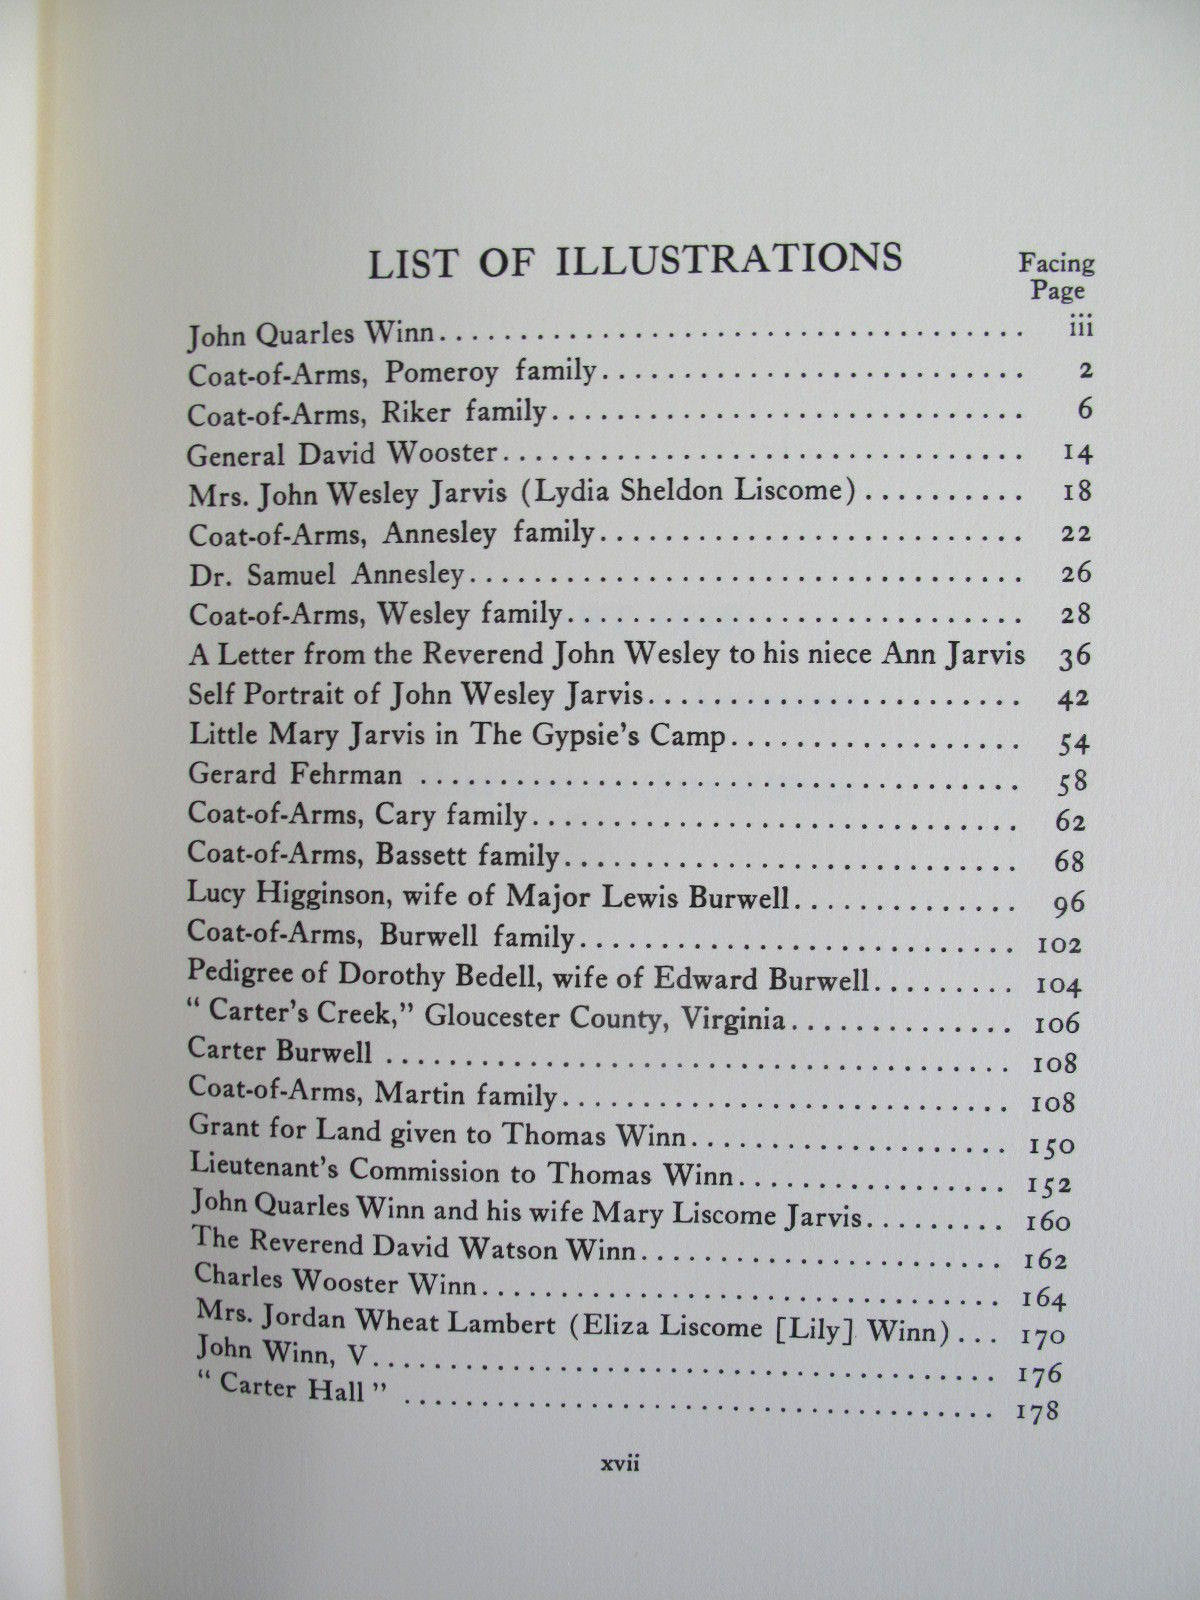 LIST OF ILLUSTRATIONS
Facing
Page
John Quarles Winn.................................... iii
Coat-of-Arms, Pomeroy family.......................... 2
Coat-of-Arms, Riker family............................. 6
General David Wooster................................ 14
Mrs. John Wesley Jarvis (Lydia Sheldon Liscome).......... 18
Coat-of-Arms, Annesley family.......................... 22
Dr. Samuel Annesley.................................. 26
Coat-of-Arms, Wesley family............................ 28
A Letter from the Reverend John Wesley to his niece Ann Jarvis 36
Self Portrait of John Wesley Jarvis....................... 42
Little Mary Jarvis in The Gypsie's Camp.................. 54
Gerard Fehrman ...................................... 58
Coat-of-Arms, Cary family.............................. 62
Coat-of-Arms, Bassett family............................ 68
Lucy Higginson, wife of Major Lewis Burwell.............. 96
Coat-of-Arms, Burwell family........................... 102
Pedigree of Dorothy Bedell, wife of Edward Burwell......... 104
" Carter's Creek," Gloucester County, Virginia.............. 106
Carter Burwell ....................................... 108
Coat-of-Arms, Martin family............................ 108
Grant for Land given to Thomas Winn.................... 150
Lieutenant's Commission to Thomas Winn................. 152
John Quarles Winn and his wife Mary Liscome Jarvis......... 160
The Reverend David Watson Winn....................... 162
Charles Wooster Winn................................. 164
Mrs. Jordan Wheat Lambert (Eliza Liscome [Lily] Winn)... 170
John Winn, V........................................ 176
" Carter Hall " ...................................... 178
xvii